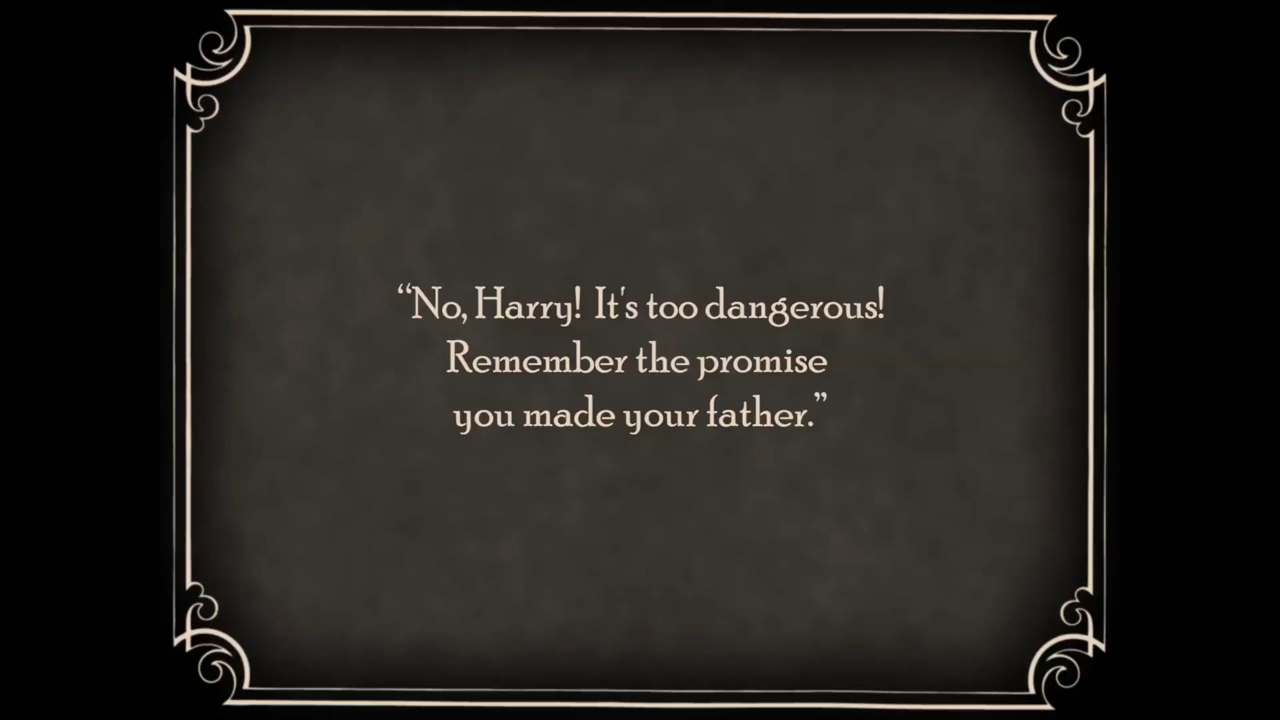 “No, Harry! It's too dangerous!
Remember the promise
you made your father.”